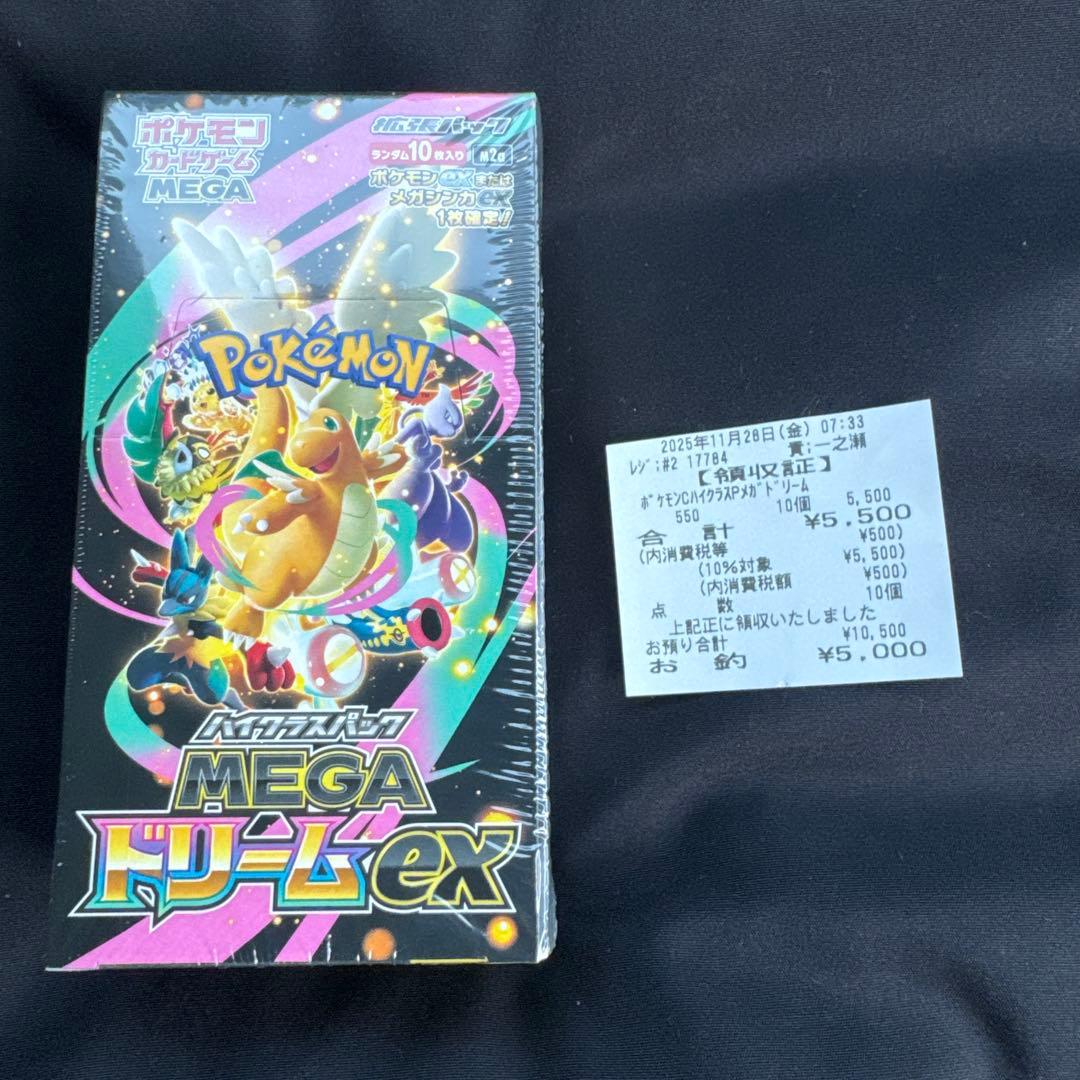 ポケモン
カードゲーム
MEGA
拡張パック
ランダム10枚入り M2a
ポケモンexまたは
メガシンカex
1枚確定!!
POKéMON
TM
ハイクラスパック
MEGA
ドリームex
2025年11月28日(金) 07:33
レジ:#2 17784 責:一之瀬
【領収証】
ポケモンCハイクラスPメガドリーム
550 10個 5,500
合 計 ¥5,500
(内消費税等 ¥500)
(10%対象 ¥5,500)
(内消費税額 ¥500)
点 数 10個
上記正に領収いたしました
お預り合計 ¥10,500
お 釣 ¥5,000